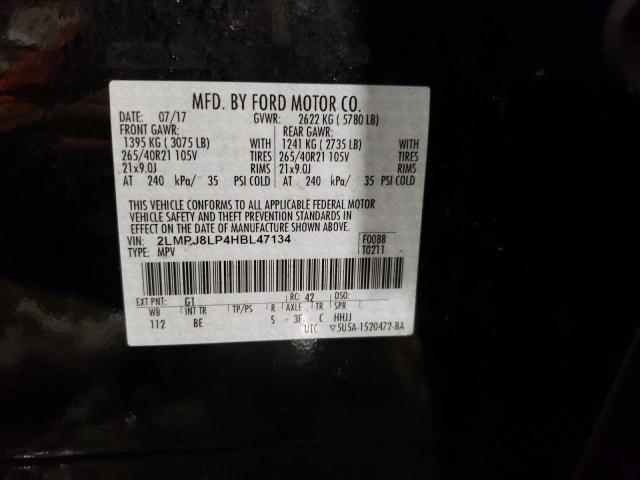 MFD. BY FORD MOTOR CO.
DATE: 07/17 GVWR: 2622 KG ( 5780 LB)
FRONT GAWR: REAR GAWR:
1395 KG ( 3075 LB) WITH 1241 KG ( 2735 LB) WITH
265/40R21 105V TIRES 265/40R21 105V TIRES
21x9.0J RIMS 21x9.0J RIMS
AT 240 kPa/ 35 PSI COLD AT 240 kPa/ 35 PSI COLD
THIS VEHICLE CONFORMS TO ALL APPLICABLE FEDERAL MOTOR
VEHICLE SAFETY AND THEFT PREVENTION STANDARDS IN
EFFECT ON THE DATE OF MANUFACTURE SHOWN ABOVE.
VIN: 2LMPJ8LP4HBL47134 F0088
TYPE: MPV T0211
EXT PNT: G1 RC: 42 DSO:
WB INT TR TP/PS R AXLE TR SPR
112 BE 5 3F C HHJJ
UTC ▽5U5A-1520472-BA